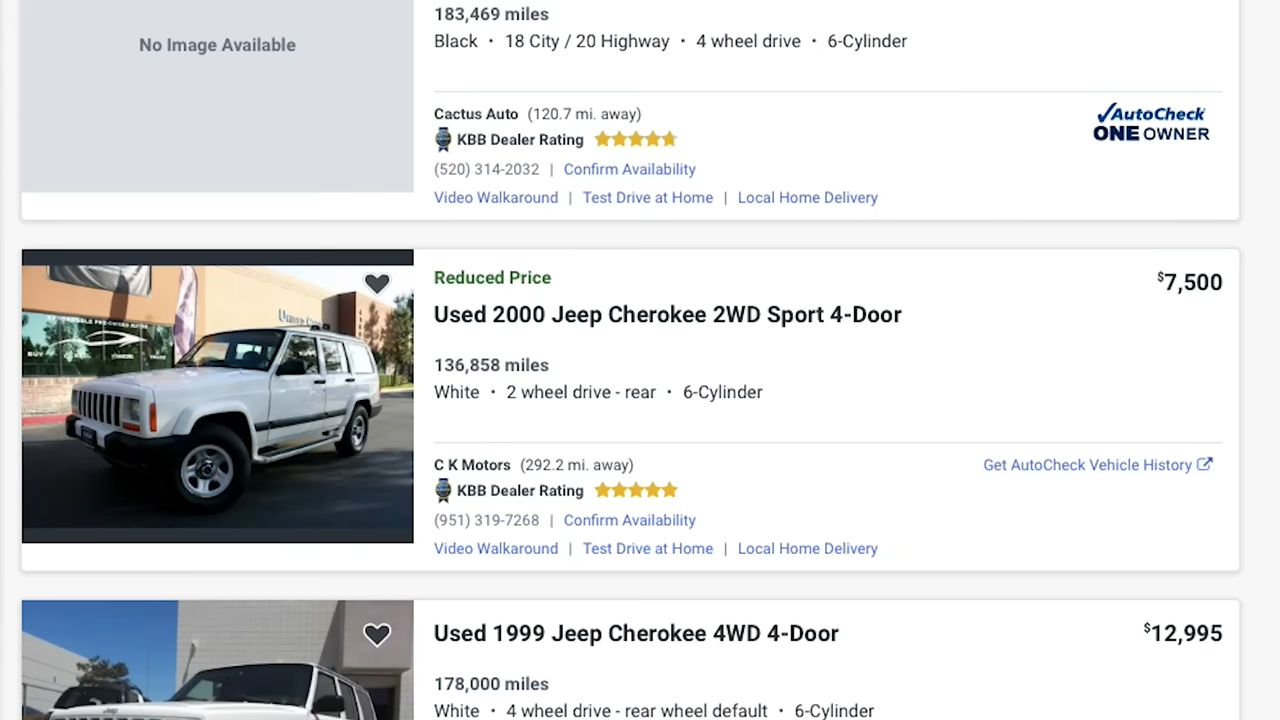 No Image Available
183,469 miles
Black · 18 City / 20 Highway · 4 wheel drive · 6-Cylinder
Cactus Auto (120.7 mi. away)
KBB Dealer Rating
(520) 314-2032 | Confirm Availability
Video Walkaround | Test Drive at Home | Local Home Delivery
AutoCheck
ONE OWNER
Reduced Price
$7,500
Used 2000 Jeep Cherokee 2WD Sport 4-Door
136,858 miles
White · 2 wheel drive - rear · 6-Cylinder
C K Motors (292.2 mi. away)
Get AutoCheck Vehicle History
KBB Dealer Rating
(951) 319-7268 | Confirm Availability
Video Walkaround | Test Drive at Home | Local Home Delivery
Used 1999 Jeep Cherokee 4WD 4-Door
$12,995
178,000 miles
White · 4 wheel drive - rear wheel default · 6-Cylinder